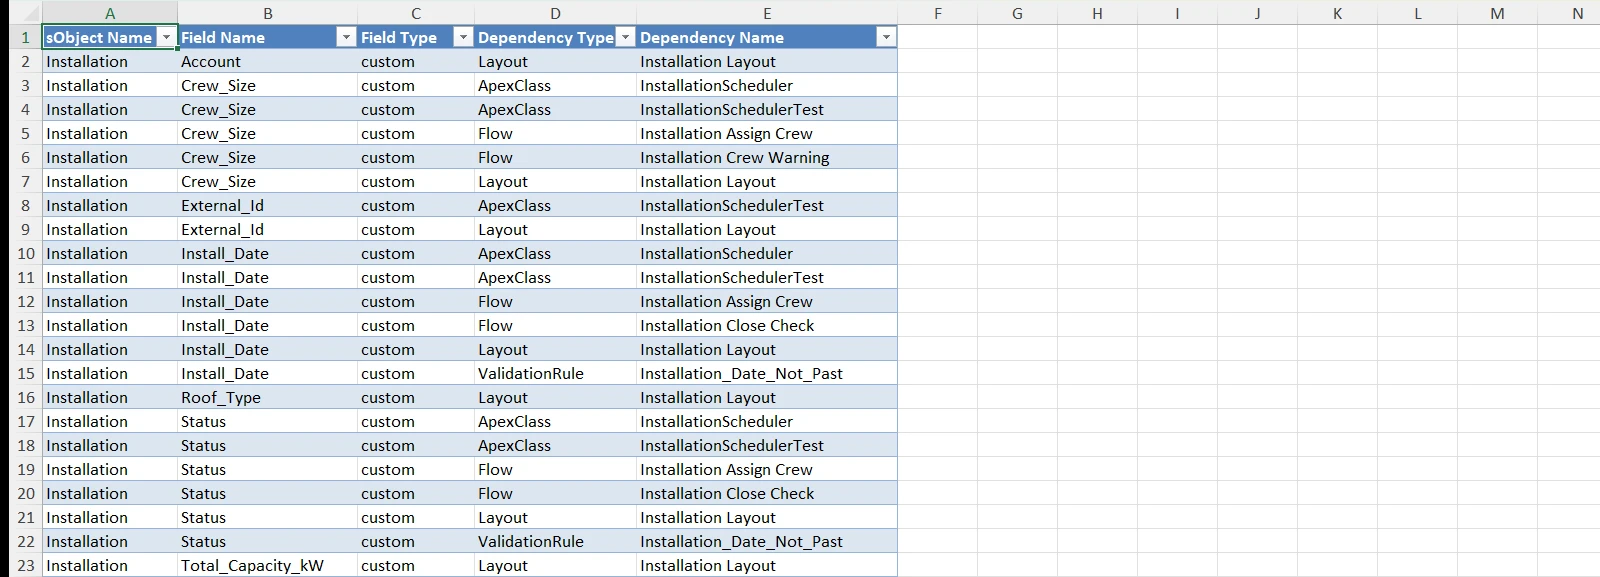 A B C D E F G H I J K L M N
1 sObject Name Field Name Field Type Dependency Type Dependency Name
2 Installation Account custom Layout Installation Layout
3 Installation Crew_Size custom ApexClass InstallationScheduler
4 Installation Crew_Size custom ApexClass InstallationSchedulerTest
5 Installation Crew_Size custom Flow Installation Assign Crew
6 Installation Crew_Size custom Flow Installation Crew Warning
7 Installation Crew_Size custom Layout Installation Layout
8 Installation External_Id custom ApexClass InstallationSchedulerTest
9 Installation External_Id custom Layout Installation Layout
10 Installation Install_Date custom ApexClass InstallationScheduler
11 Installation Install_Date custom ApexClass InstallationSchedulerTest
12 Installation Install_Date custom Flow Installation Assign Crew
13 Installation Install_Date custom Flow Installation Close Check
14 Installation Install_Date custom Layout Installation Layout
15 Installation Install_Date custom ValidationRule Installation_Date_Not_Past
16 Installation Roof_Type custom Layout Installation Layout
17 Installation Status custom ApexClass InstallationScheduler
18 Installation Status custom ApexClass InstallationSchedulerTest
19 Installation Status custom Flow Installation Assign Crew
20 Installation Status custom Flow Installation Close Check
21 Installation Status custom Layout Installation Layout
22 Installation Status custom ValidationRule Installation_Date_Not_Past
23 Installation Total_Capacity_kW custom Layout Installation Layout